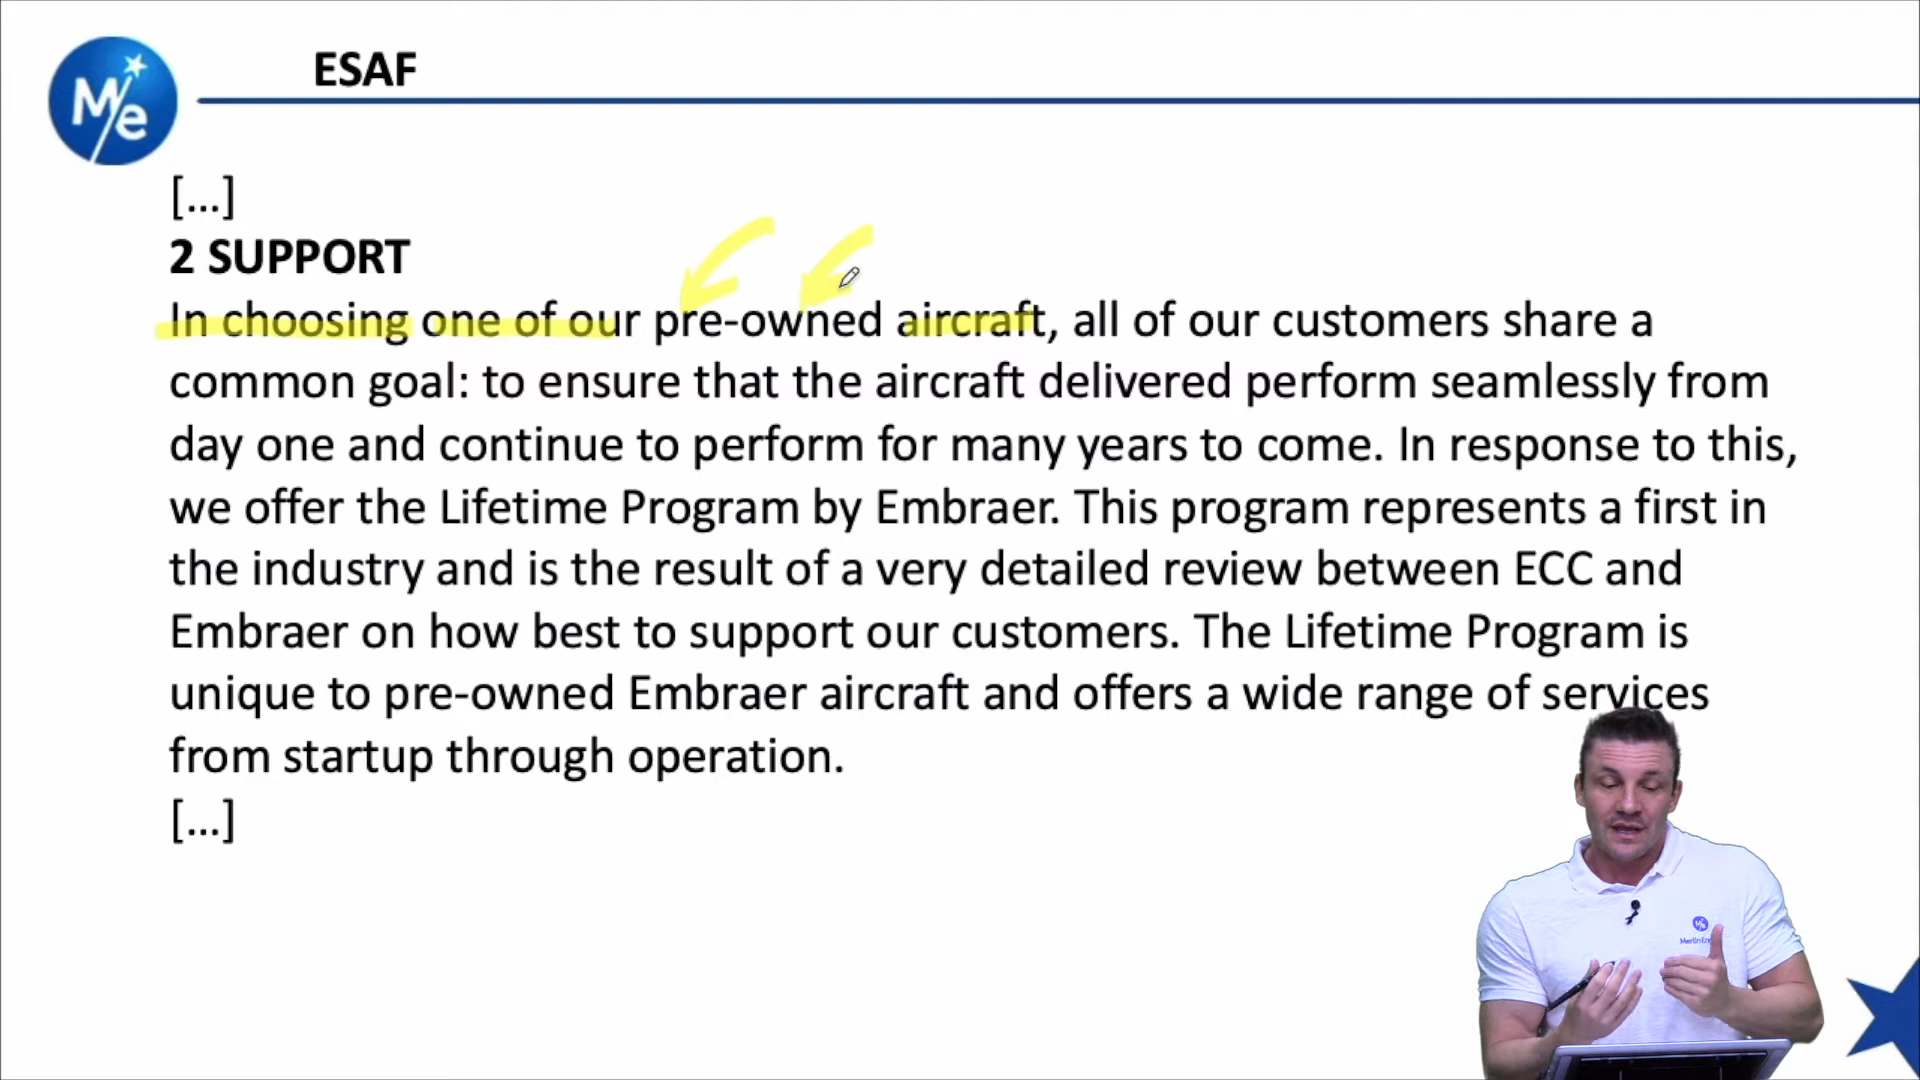 M/e
ESAF
[...]
2 SUPPORT
In choosing one of our pre-owned aircraft, all of our customers share a
common goal: to ensure that the aircraft delivered perform seamlessly from
day one and continue to perform for many years to come. In response to this,
we offer the Lifetime Program by Embraer. This program represents a first in
the industry and is the result of a very detailed review between ECC and
Embraer on how best to support our customers. The Lifetime Program is
unique to pre-owned Embraer aircraft and offers a wide range of services
from startup through operation.
[...]